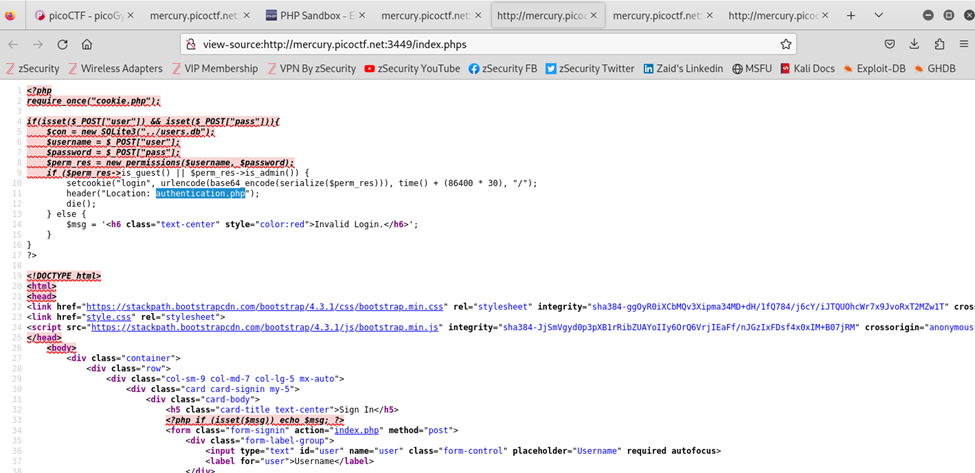 picoCTF - picoGy
mercury.picoctf.net:
PHP Sandbox - E
mercury.picoctf.net:
http://mercury.picoc
mercury.picoctf.net:
http://mercury.picoc
view-source:http://mercury.picoctf.net:3449/index.phps
zSecurity Wireless Adapters VIP Membership VPN By zSecurity zSecurity YouTube zSecurity FB zSecurity Twitter Zaid's Linkedin MSFU Kali Docs Exploit-DB GHDB
1 <?php
2 require_once("cookie.php");
3
4 if(isset($_POST["user"]) && isset($_POST["pass"])){
5 $con = new SQLite3("../users.db");
6 $username = $_POST["user"];
7 $password = $_POST["pass"];
8 $perm_res = new permissions($username, $password);
9 if ($perm_res->is_guest() || $perm_res->is_admin()) {
10 setcookie("login", urlencode(base64_encode(serialize($perm_res))), time() + (86400 * 30), "/");
11 header("Location: authentication.php");
12 die();
13 } else {
14 $msg = '<h6 class="text-center" style="color:red">Invalid Login.</h6>';
15 }
16 }
17 ?>
18
19 <!DOCTYPE html>
20 <html>
21 <head>
22 <link href="https://stackpath.bootstrapcdn.com/bootstrap/4.3.1/css/bootstrap.min.css" rel="stylesheet" integrity="sha384-ggOyR0iXCbMQv3Xipma34MD+dH/1fQ784/j6cY/iJTQUOhcWr7x9JvoRxT2MZw1T" cros
23 <link href="style.css" rel="stylesheet">
24 <script src="https://stackpath.bootstrapcdn.com/bootstrap/4.3.1/js/bootstrap.min.js" integrity="sha384-JjSmVgyd0p3pXB1rRibZUAYoIIy6OrQ6VrjIEaFf/nJGzIxFDsf4x0xIM+B07jRM" crossorigin="anonymous
25 </head>
26 <body>
27 <div class="container">
28 <div class="row">
29 <div class="col-sm-9 col-md-7 col-lg-5 mx-auto">
30 <div class="card card-signin my-5">
31 <div class="card-body">
32 <h5 class="card-title text-center">Sign In</h5>
33 <?php if (isset($msg)) echo $msg; ?>
34 <form class="form-signin" action="index.php" method="post">
35 <div class="form-label-group">
36 <input type="text" id="user" name="user" class="form-control" placeholder="Username" required autofocus>
37 <label for="user">Username</label>
38 </div>